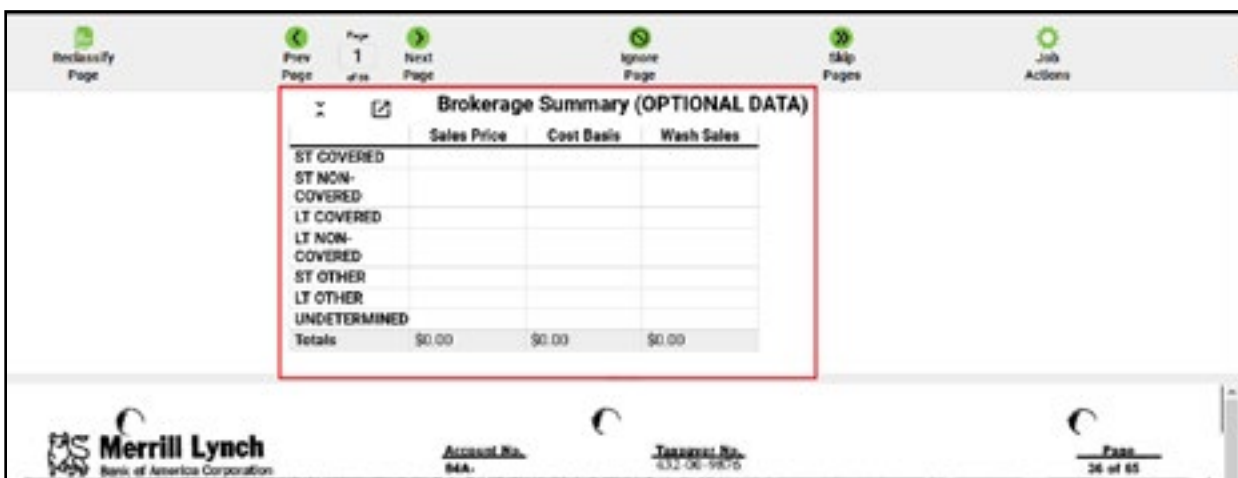 Reclassify
Page
Prev
Page
Page
1
Next
Page
Ignore
Page
Skip
Pages
Job
Actions
Brokerage Summary (OPTIONAL DATA)
Sales Price Cost Basis Wash Sales
ST COVERED
ST NON-
COVERED
LT COVERED
LT NON-
COVERED
ST OTHER
LT OTHER
UNDETERMINED
Totals $0.00 $0.00 $0.00
Merrill Lynch
Bank of America Corporation
Account No.
Taxpayer No.
Page
36 of 65